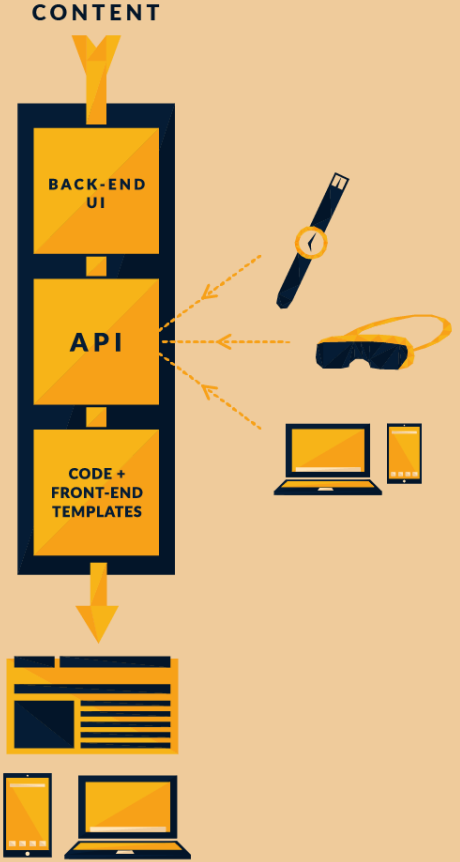 CONTENT
BACK-END
UI
API
CODE +
FRONT-END
TEMPLATES